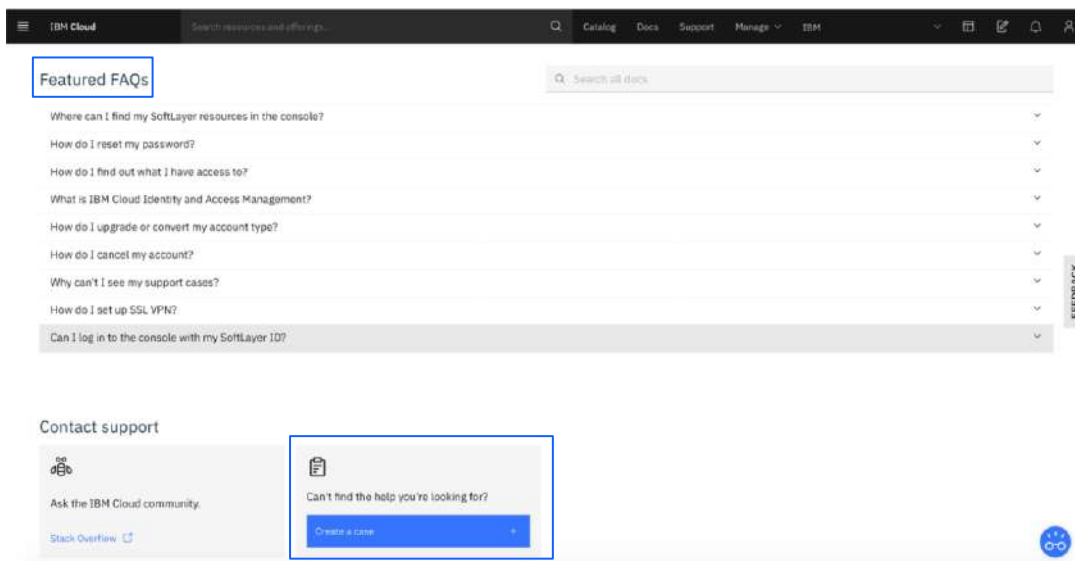 IBM Cloud
Search resources and offerings...
Catalog
Docs
Support
Manage
IBM
Featured FAQs
Search all docs
Where can I find my SoftLayer resources in the console?
How do I reset my password?
How do I find out what I have access to?
What is IBM Cloud Identity and Access Management?
How do I upgrade or convert my account type?
How do I cancel my account?
Why can't I see my support cases?
How do I set up SSL VPN?
Can I log in to the console with my SoftLayer ID?
FEEDBACK
Contact support
Ask the IBM Cloud community.
Stack Overflow
Can't find the help you're looking for?
Create a case +